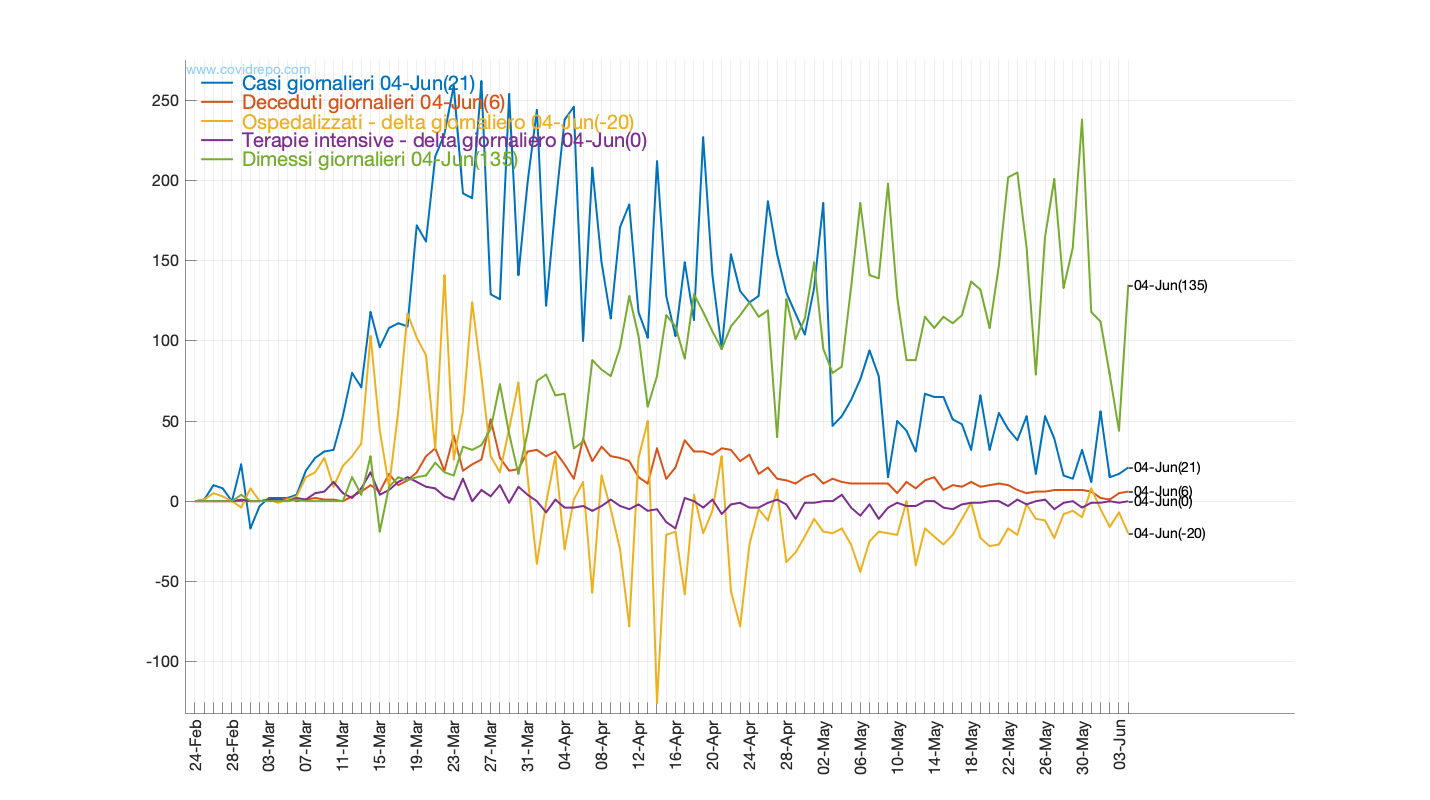 www.covidrepo.com
Casi giornalieri 04-Jun(21)
Deceduti giornalieri 04-Jun(6)
Ospedalizzati - delta giornaliero 04-Jun(-20)
Terapie intensive - delta giornaliero 04-Jun(0)
Dimessi giornalieri 04-Jun(135)
250
200
150
100
50
0
-50
-100
04-Jun(135)
04-Jun(21)
04-Jun(6)
04-Jun(0)
04-Jun(-20)
24-Feb
28-Feb
03-Mar
07-Mar
11-Mar
15-Mar
19-Mar
23-Mar
27-Mar
31-Mar
04-Apr
08-Apr
12-Apr
16-Apr
20-Apr
24-Apr
28-Apr
02-May
06-May
10-May
14-May
18-May
22-May
26-May
30-May
03-Jun